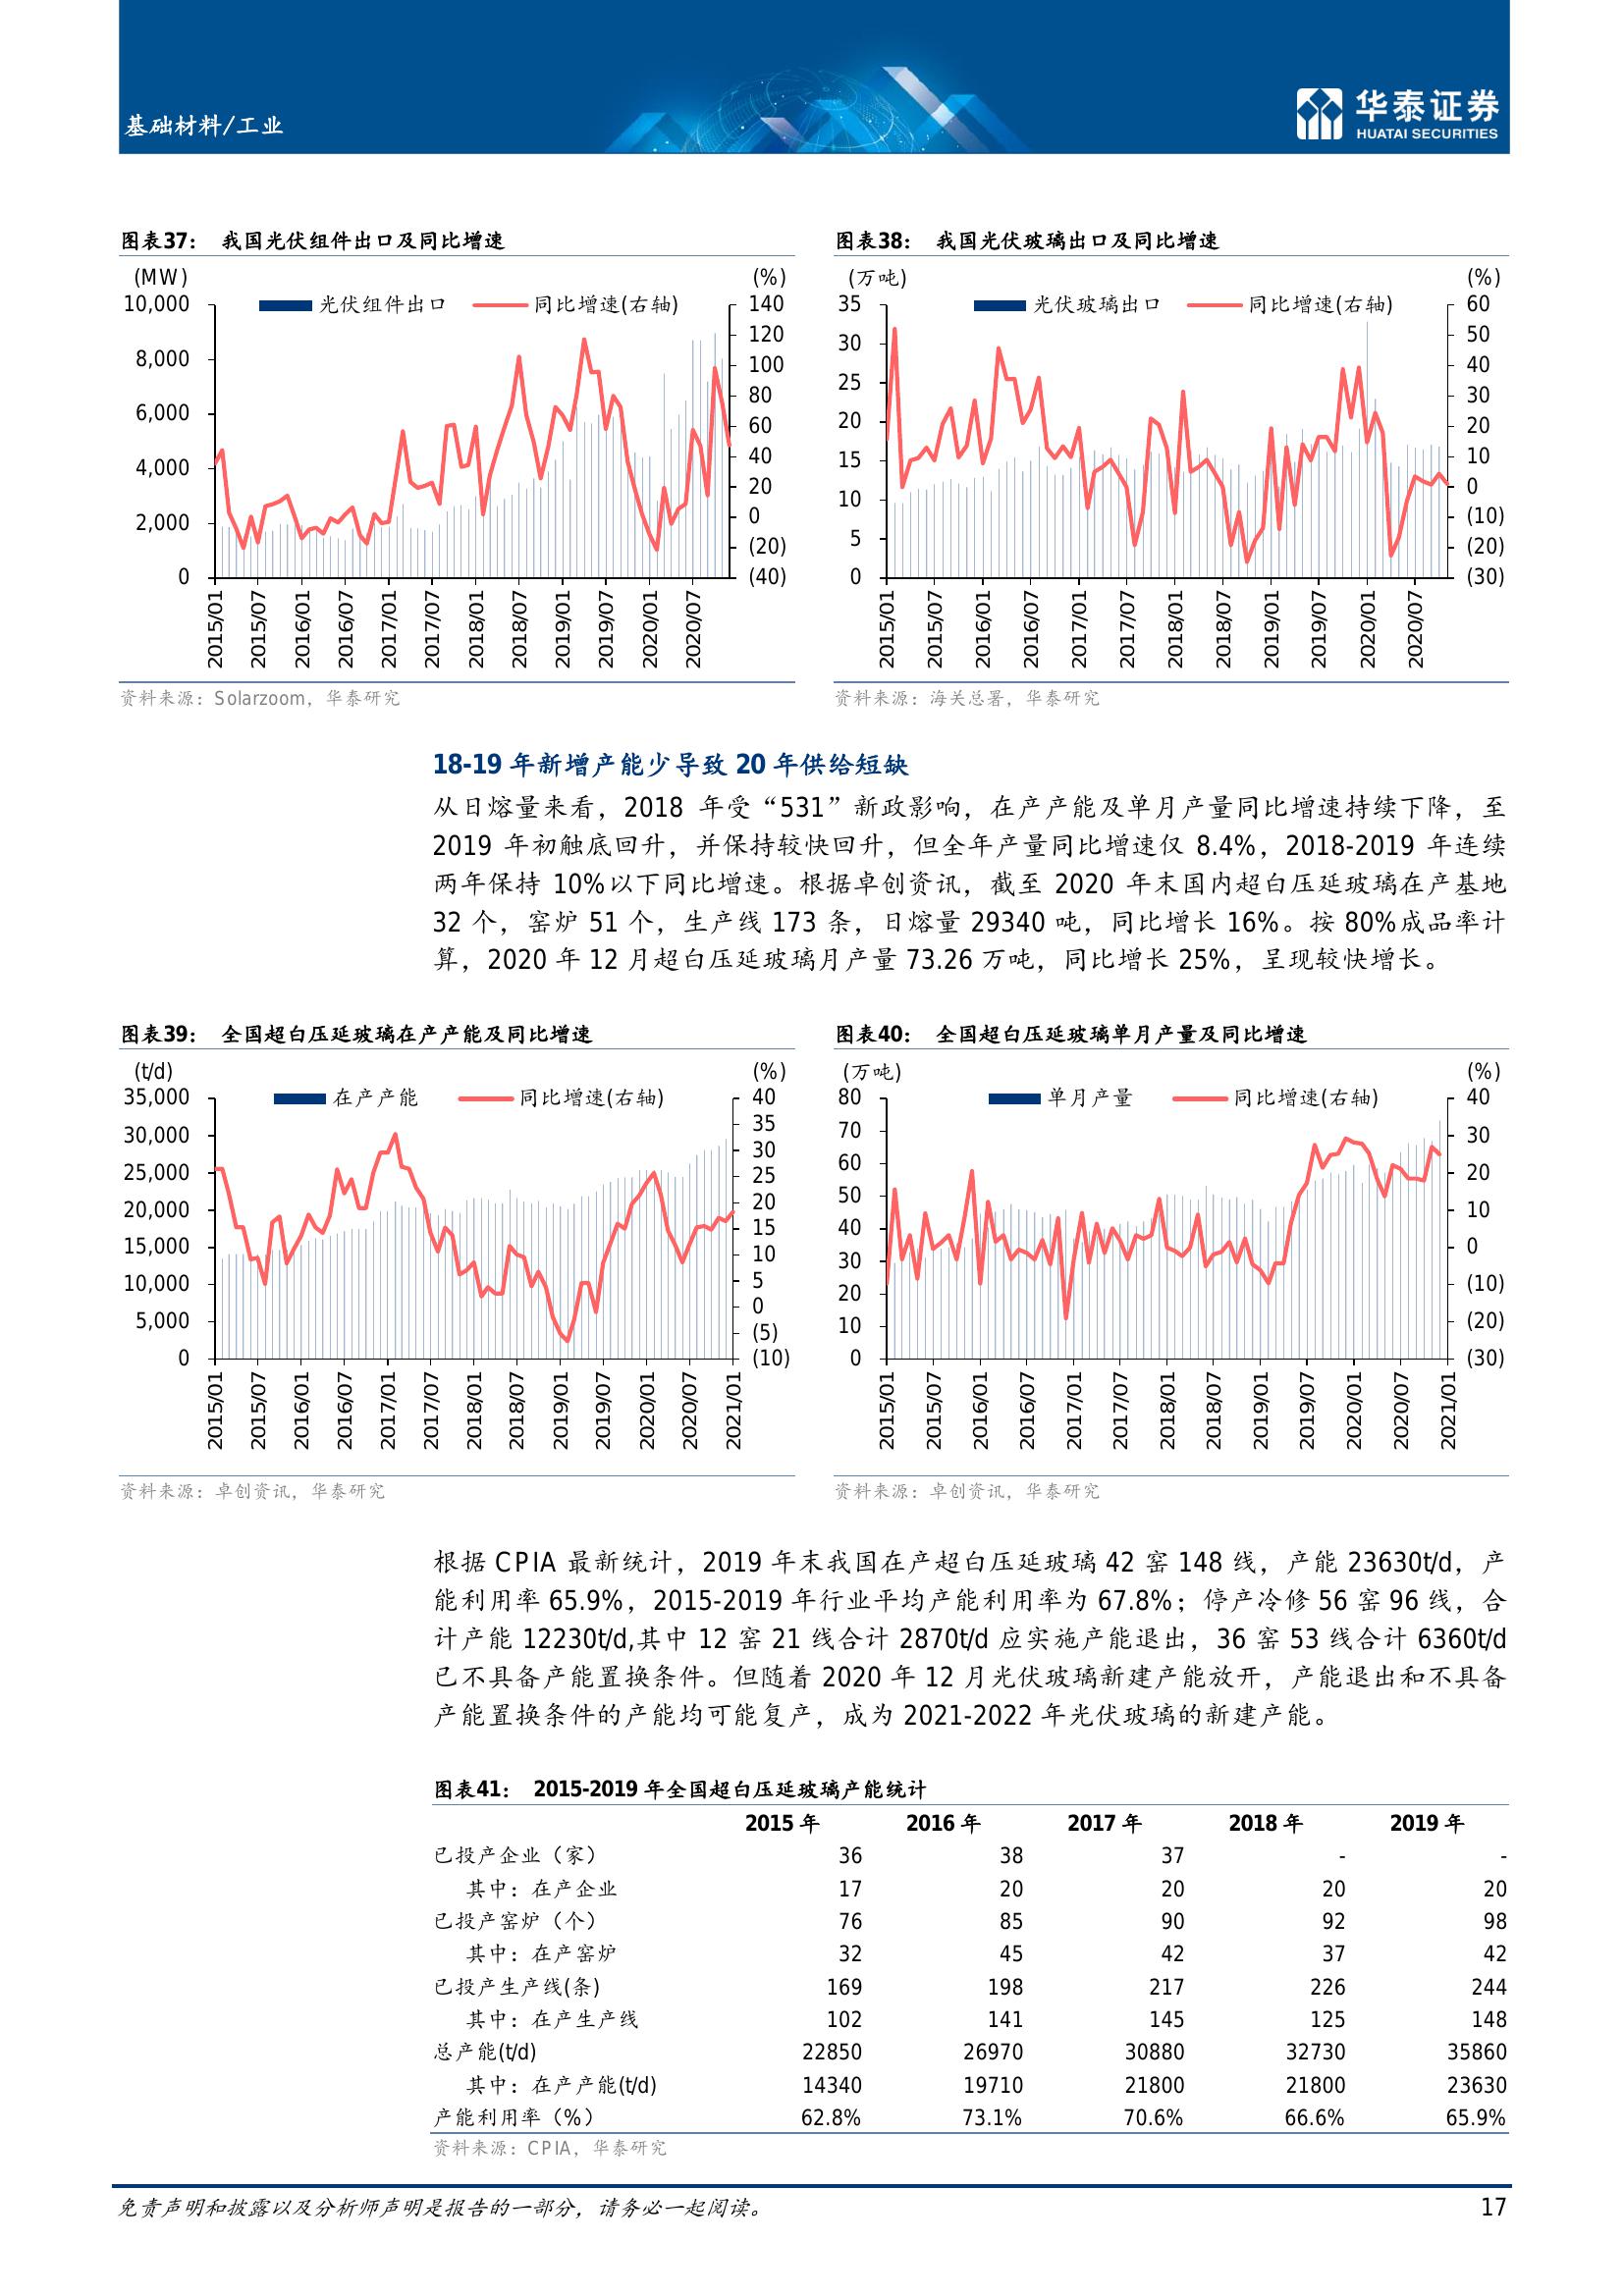 基础材料/工业
华泰证券
HUATAI SECURITIES
图表37： 我国光伏组件出口及同比增速
(MW)
(%)
光伏组件出口 同比增速(右轴)
10,000
8,000
6,000
4,000
2,000
0
140
120
100
80
60
40
20
0
(20)
(40)
2015/01
2015/07
2016/01
2016/07
2017/01
2017/07
2018/01
2018/07
2019/01
2019/07
2020/01
2020/07
资料来源：Solarzoom，华泰研究
图表38： 我国光伏玻璃出口及同比增速
(万吨)
(%)
光伏玻璃出口 同比增速(右轴)
35
30
25
20
15
10
5
0
60
50
40
30
20
10
0
(10)
(20)
(30)
2015/01
2015/07
2016/01
2016/07
2017/01
2017/07
2018/01
2018/07
2019/01
2019/07
2020/01
2020/07
资料来源：海关总署，华泰研究
18-19 年新增产能少导致 20 年供给短缺
从日熔量来看，2018 年受“531”新政影响，在产产能及单月产量同比增速持续下降，至
2019 年初触底回升，并保持较快回升，但全年产量同比增速仅 8.4%，2018-2019 年连续
两年保持 10%以下同比增速。根据卓创资讯，截至 2020 年末国内超白压延玻璃在产基地
32 个，窑炉 51 个，生产线 173 条，日熔量 29340 吨，同比增长 16%。按 80%成品率计
算，2020 年 12 月超白压延玻璃月产量 73.26 万吨，同比增长 25%，呈现较快增长。
图表39： 全国超白压延玻璃在产产能及同比增速
(t/d)
(%)
在产产能 同比增速(右轴)
35,000
30,000
25,000
20,000
15,000
10,000
5,000
0
40
35
30
25
20
15
10
5
0
(5)
(10)
2015/01
2015/07
2016/01
2016/07
2017/01
2017/07
2018/01
2018/07
2019/01
2019/07
2020/01
2020/07
2021/01
资料来源：卓创资讯，华泰研究
图表40： 全国超白压延玻璃单月产量及同比增速
(万吨)
(%)
单月产量 同比增速(右轴)
80
70
60
50
40
30
20
10
0
40
30
20
10
0
(10)
(20)
(30)
2015/01
2015/07
2016/01
2016/07
2017/01
2017/07
2018/01
2018/07
2019/01
2019/07
2020/01
2020/07
2021/01
资料来源：卓创资讯，华泰研究
根据 CPIA 最新统计，2019 年末我国在产超白压延玻璃 42 窑 148 线，产能 23630t/d，产
能利用率 65.9%，2015-2019 年行业平均产能利用率为 67.8%；停产冷修 56 窑 96 线，合
计产能 12230t/d,其中 12 窑 21 线合计 2870t/d 应实施产能退出，36 窑 53 线合计 6360t/d
已不具备产能置换条件。但随着 2020 年 12 月光伏玻璃新建产能放开，产能退出和不具备
产能置换条件的产能均可能复产，成为 2021-2022 年光伏玻璃的新建产能。
图表41： 2015-2019 年全国超白压延玻璃产能统计
2015 年 2016 年 2017 年 2018 年 2019 年
已投产企业（家） 36 38 37 - -
其中：在产企业 17 20 20 20 20
已投产窑炉（个） 76 85 90 92 98
其中：在产窑炉 32 45 42 37 42
已投产生产线(条) 169 198 217 226 244
其中：在产生产线 102 141 145 125 148
总产能(t/d) 22850 26970 30880 32730 35860
其中：在产产能(t/d) 14340 19710 21800 21800 23630
产能利用率（%） 62.8% 73.1% 70.6% 66.6% 65.9%
资料来源：CPIA，华泰研究
免责声明和披露以及分析师声明是报告的一部分，请务必一起阅读。 17